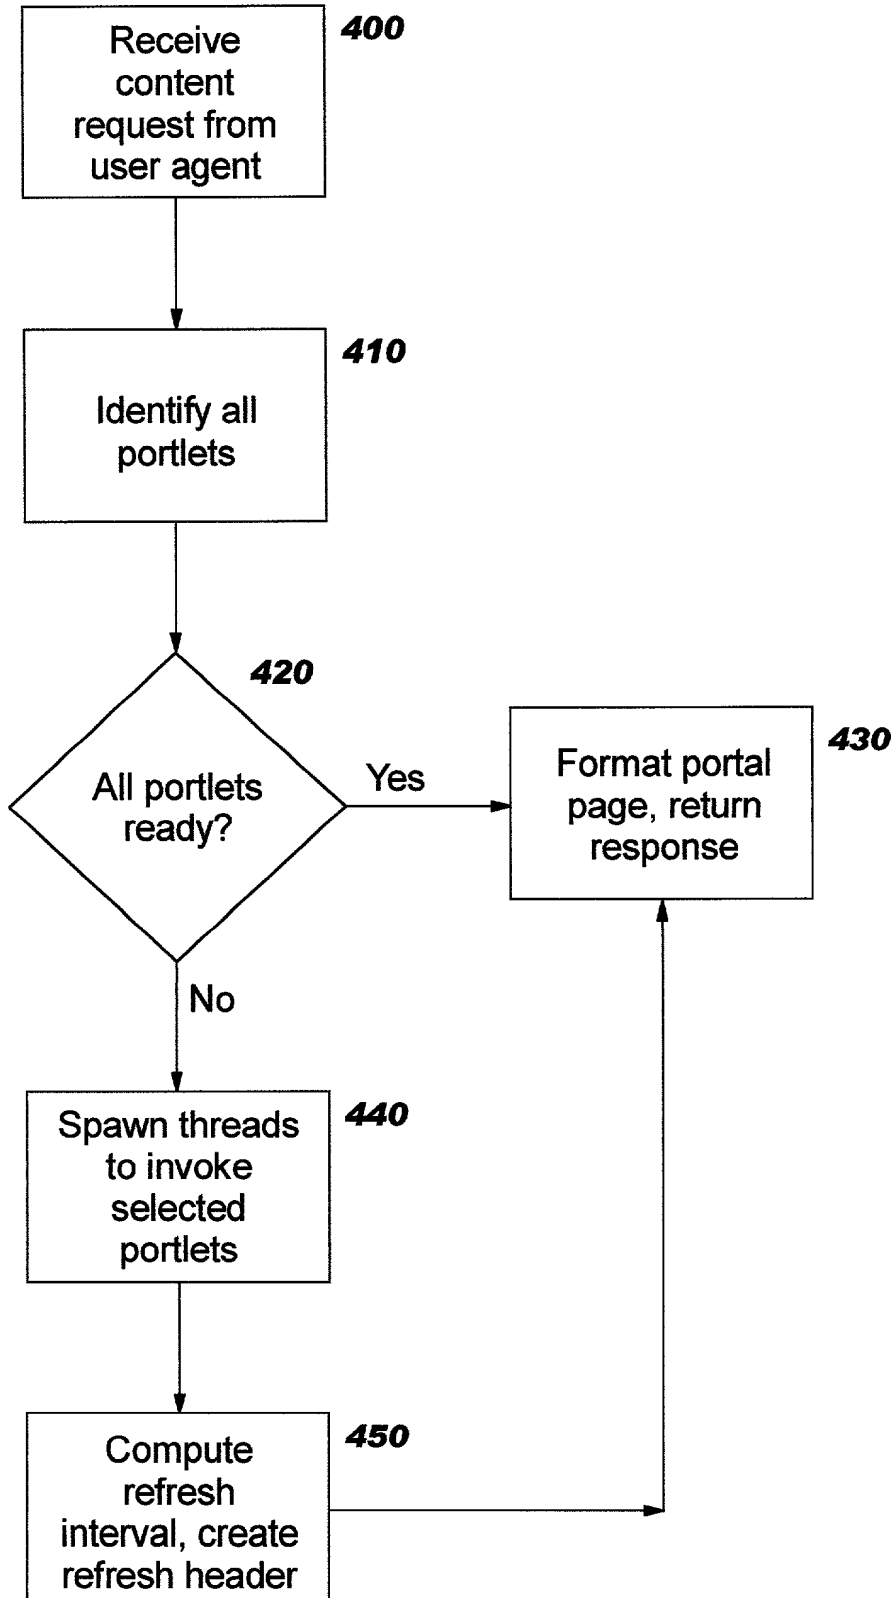 Receive
content
request from
user agent
400
Identify all
portlets
410
All portlets
ready?
420
Yes
Format portal
page, return
response
430
No
Spawn threads
to invoke
selected
portlets
440
Compute
refresh
interval, create
refresh header
450